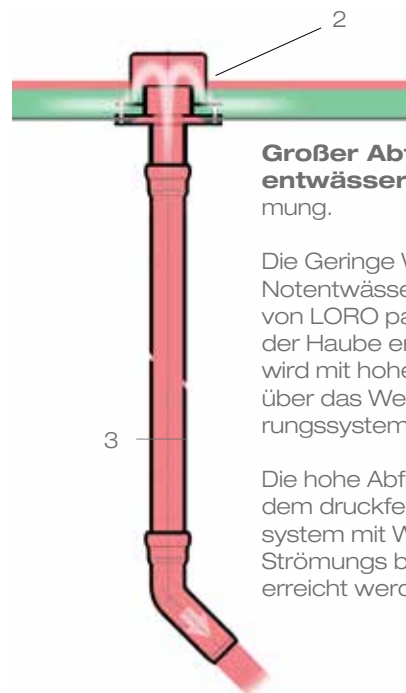 2
Großer
entwässer
mung.
Die Geringe
Notentwässe
von LORO pa
der Haube er
wird mit hohe
über das We
rungssystem
3
Die hohe Abf
dem druckfe
system mit
Strömungs b
erreicht werd